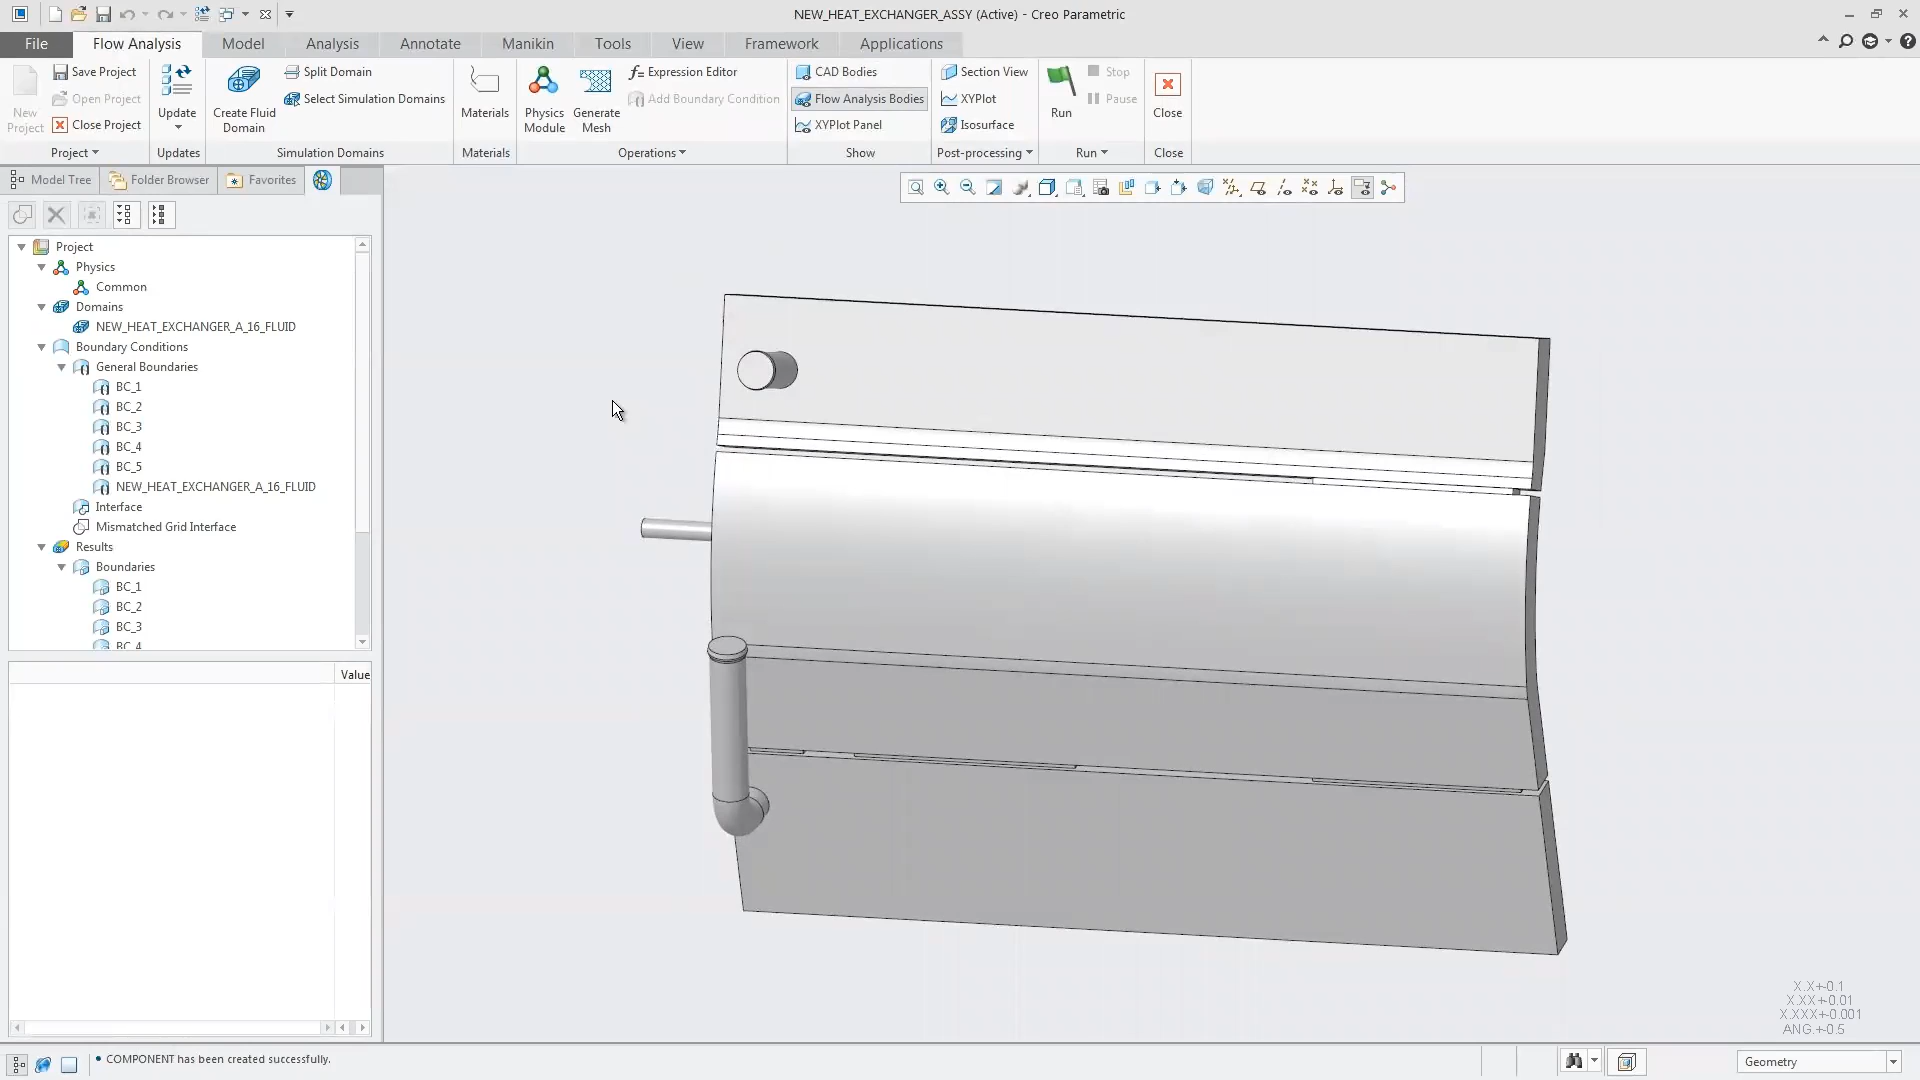 NEW_HEAT_EXCHANGER_ASSY (Active) - Creo Parametric
File Flow Analysis Model Analysis Annotate Manikin Tools View Framework Applications
New Project
Save Project
Open Project
Close Project
Project
Update
Updates
Create Fluid Domain
Split Domain
Select Simulation Domains
Simulation Domains
Materials
Materials
Physics Module
Generate Mesh
Expression Editor
Add Boundary Condition
Operations
CAD Bodies
Flow Analysis Bodies
XYPlot Panel
Show
Section View
XYPlot
Isosurface
Post-processing
Run
Stop
Pause
Run
Close
Close
Model Tree Folder Browser Favorites
Project
Physics
Common
Domains
NEW_HEAT_EXCHANGER_A_16_FLUID
Boundary Conditions
General Boundaries
BC_1
BC_2
BC_3
BC_4
BC_5
NEW_HEAT_EXCHANGER_A_16_FLUID
Interface
Mismatched Grid Interface
Results
Boundaries
BC_1
BC_2
BC_3
BC_4
Value
X.X+-0.1
X.XX+-0.01
X.XXX+-0.001
ANG.+-0.5
• COMPONENT has been created successfully.
Geometry